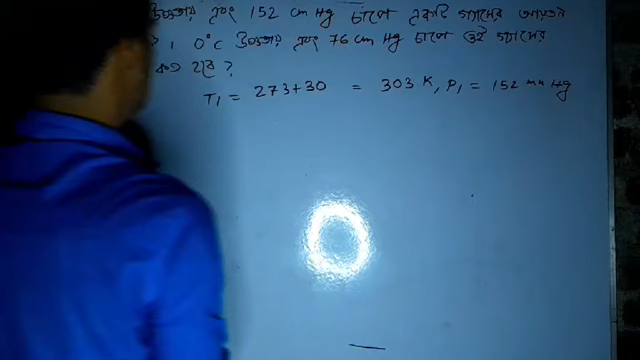 উষ্ণতায় এবং 152 cm Hg চাপে একটি গ্যাসের আয়তন
। 0°C উষ্ণতায় এবং 76 cm Hg চাপে ঐ গ্যাসের
কত হবে ?
T₁ = 273+30 = 303 K, P₁ = 152 mm Hg